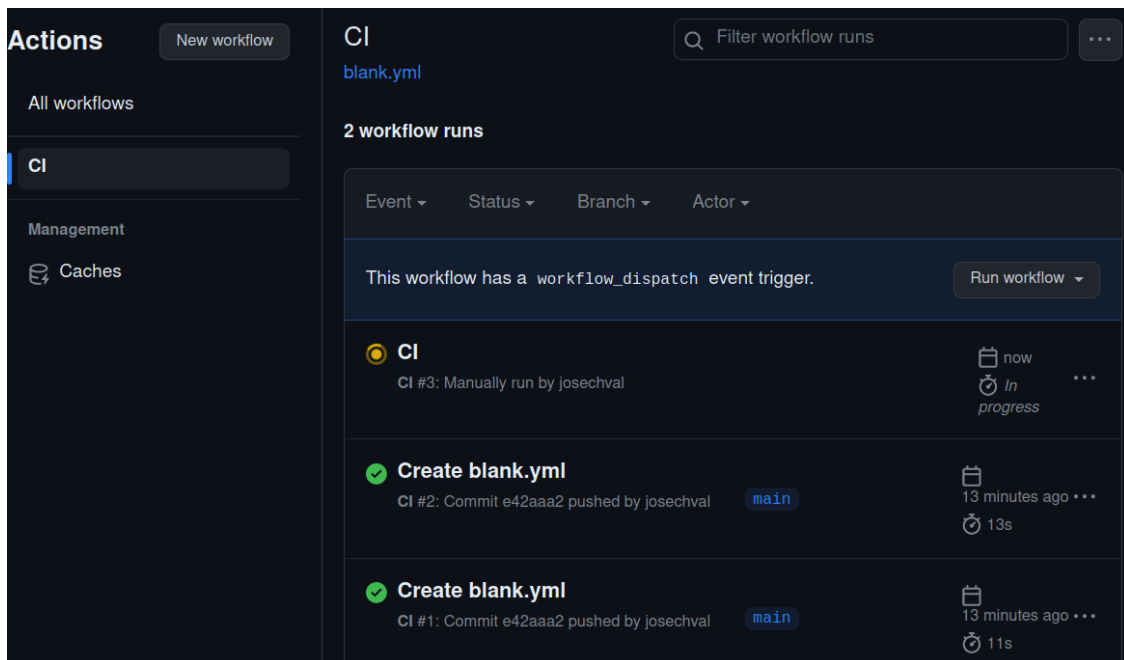 Actions
New workflow
All workflows
CI
Management
Caches
CI
blank.yml
Filter workflow runs
2 workflow runs
Event
Status
Branch
Actor
This workflow has a workflow_dispatch event trigger.
Run workflow
CI
CI #3: Manually run by josechval
now
In
progress
Create blank.yml
CI #2: Commit e42aaa2 pushed by josechval
main
13 minutes ago
13s
Create blank.yml
CI #1: Commit e42aaa2 pushed by josechval
main
13 minutes ago
11s